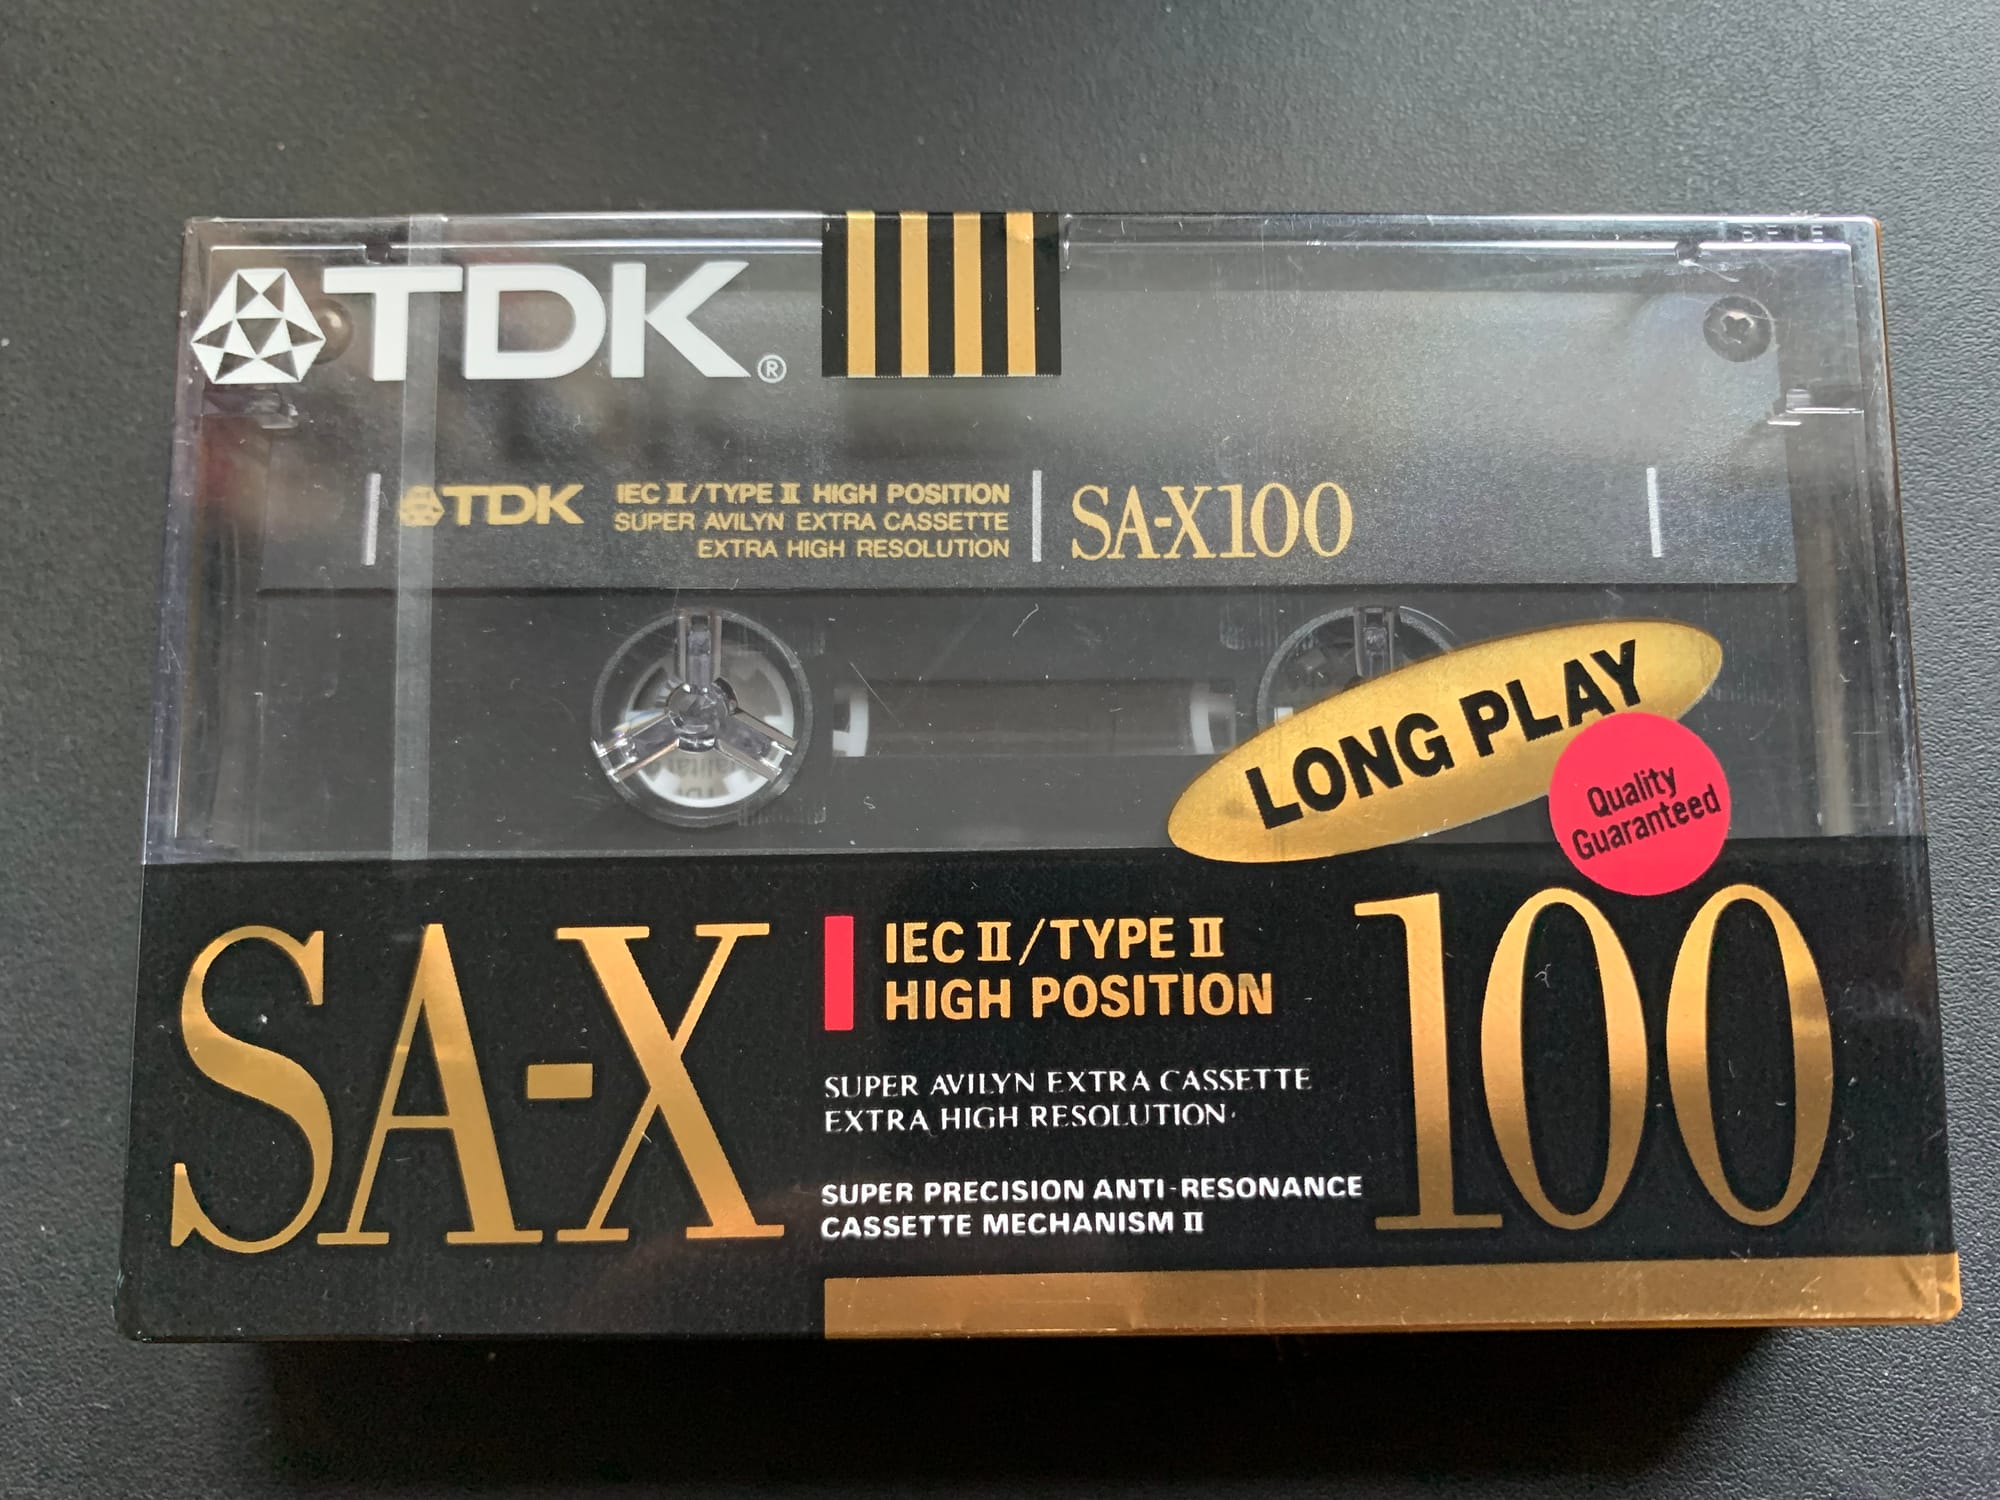 TDK®
TDK
IEC II/TYPE II HIGH POSITION
SUPER AVILYN EXTRA CASSETTE
EXTRA HIGH RESOLUTION
SA-X100
LONG PLAY
Quality
Guaranteed
SA-X
IEC II/TYPE II
HIGH POSITION
SUPER AVILYN EXTRA CASSETTE
EXTRA HIGH RESOLUTION
SUPER PRECISION ANTI-RESONANCE
CASSETTE MECHANISM II
100